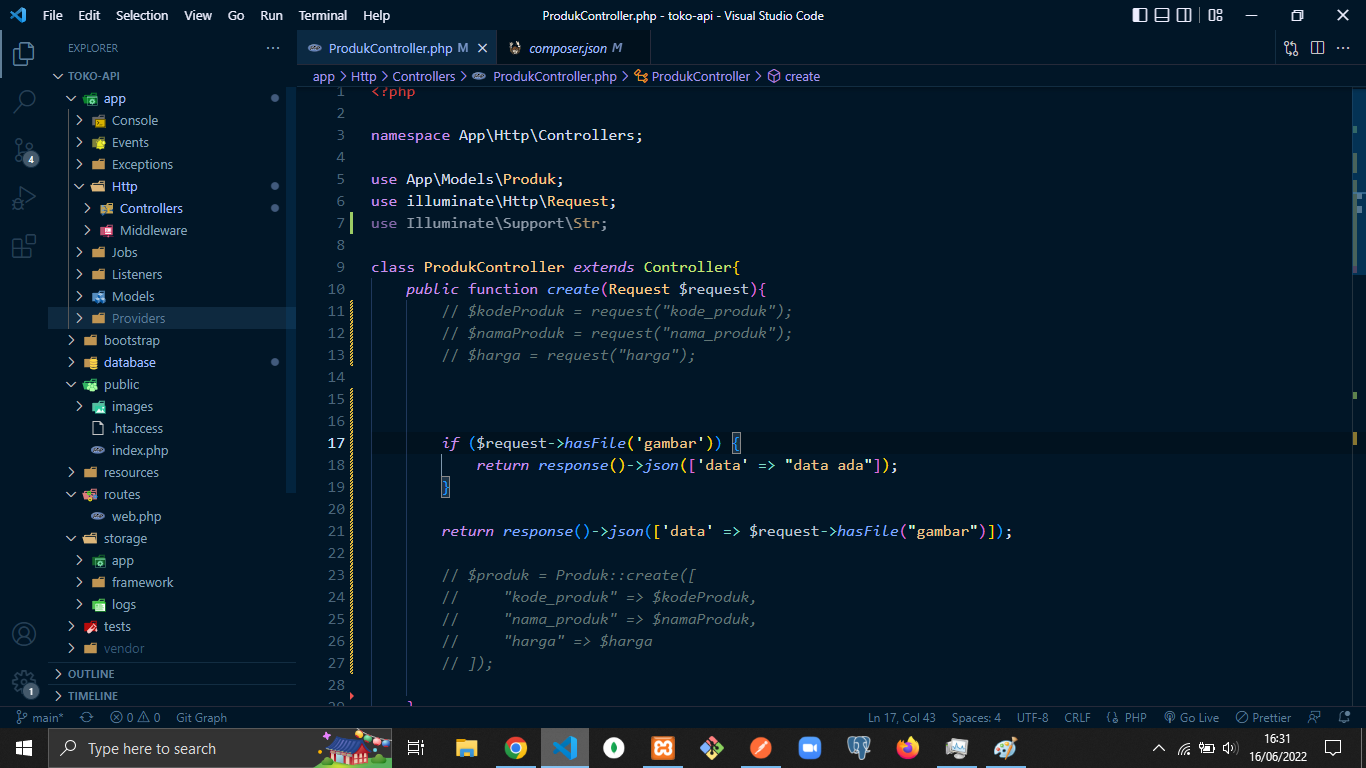 File Edit Selection View Go Run Terminal Help ProdukController.php - toko-api - Visual Studio Code
EXPLORER ···
TOKO-API
app
Console
Events
Exceptions
Http
Controllers
Middleware
Jobs
Listeners
Models
Providers
bootstrap
database
public
images
.htaccess
index.php
resources
routes
web.php
storage
app
framework
logs
tests
vendor
OUTLINE
TIMELINE
4
1
ProdukController.php M composer.json M
app > Http > Controllers > ProdukController.php > ProdukController > create
1 <?php
2
3 namespace App\Http\Controllers;
4
5 use App\Models\Produk;
6 use illuminate\Http\Request;
7 use Illuminate\Support\Str;
8
9 class ProdukController extends Controller{
10 public function create(Request $request){
11 // $kodeProduk = request("kode_produk");
12 // $namaProduk = request("nama_produk");
13 // $harga = request("harga");
14
15
16
17 if ($request->hasFile('gambar')) {
18 return response()->json(['data' => "data ada"]);
19 }
20
21 return response()->json(['data' => $request->hasFile("gambar")]);
22
23 // $produk = Produk::create([
24 // "kode_produk" => $kodeProduk,
25 // "nama_produk" => $namaProduk,
26 // "harga" => $harga
27 // ]);
28
29 }
main* 0 0 Git Graph Ln 17, Col 43 Spaces: 4 UTF-8 CRLF {} PHP Go Live Prettier
Type here to search
16:31
16/06/2022